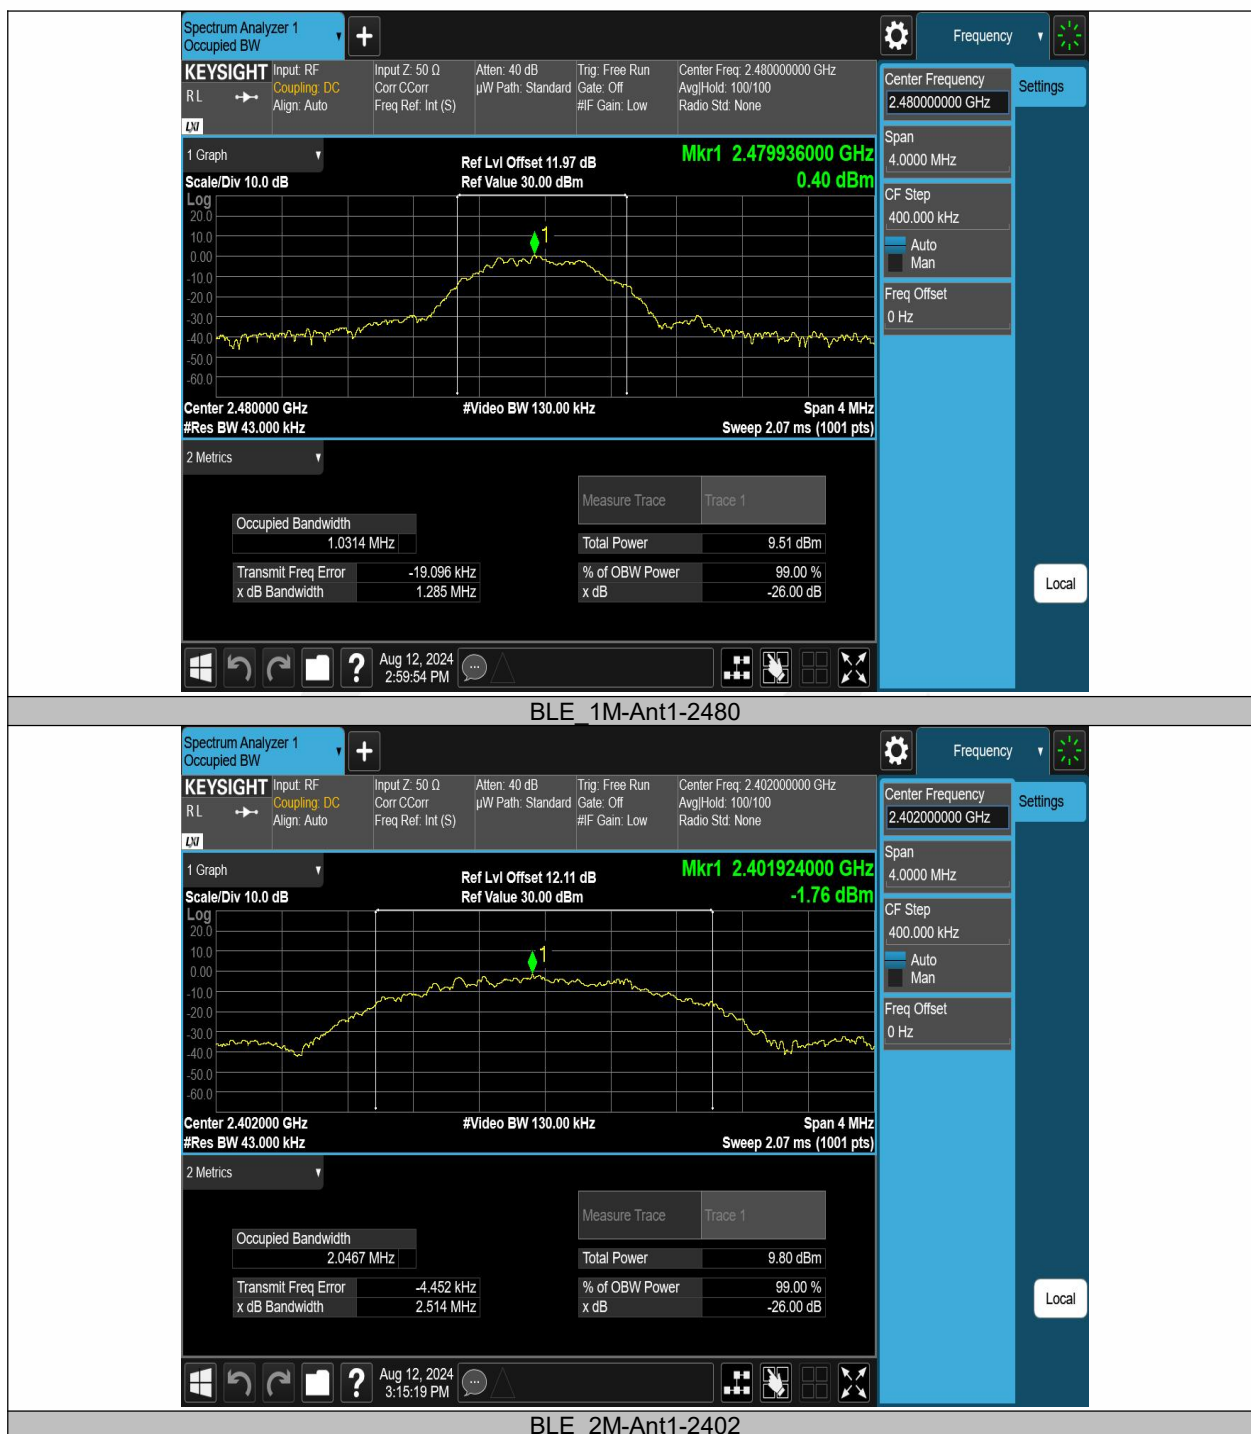 Spectrum Analyzer 1
Occupied BW
+
Frequency
KEYSIGHT
RL
LXI
Input: RF
Coupling: DC
Align: Auto
Input Z: 50 Ω
Corr CCorr
Freq Ref: Int (S)
Atten: 40 dB
µW Path: Standard
Trig: Free Run
Gate: Off
#IF Gain: Low
Center Freq: 2.480000000 GHz
Avg|Hold: 100/100
Radio Std: None
Center Frequency
2.480000000 GHz
Settings
Span
4.0000 MHz
CF Step
400.000 kHz
Auto
Man
Freq Offset
0 Hz
Local
1 Graph
Scale/Div 10.0 dB
Ref Lvl Offset 11.97 dB
Ref Value 30.00 dBm
Mkr1 2.479936000 GHz
0.40 dBm
Log
20.0
10.0
0.00
-10.0
-20.0
-30.0
-40.0
-50.0
-60.0
1
Center 2.480000 GHz
#Res BW 43.000 kHz
#Video BW 130.00 kHz
Span 4 MHz
Sweep 2.07 ms (1001 pts)
2 Metrics
Measure Trace Trace 1
Occupied Bandwidth
1.0314 MHz
Total Power 9.51 dBm
Transmit Freq Error -19.096 kHz
% of OBW Power 99.00 %
x dB Bandwidth 1.285 MHz
x dB -26.00 dB
?
Aug 12, 2024
2:59:54 PM
BLE_1M-Ant1-2480
Spectrum Analyzer 1
Occupied BW
+
Frequency
KEYSIGHT
RL
LXI
Input: RF
Coupling: DC
Align: Auto
Input Z: 50 Ω
Corr CCorr
Freq Ref: Int (S)
Atten: 40 dB
µW Path: Standard
Trig: Free Run
Gate: Off
#IF Gain: Low
Center Freq: 2.402000000 GHz
Avg|Hold: 100/100
Radio Std: None
Center Frequency
2.402000000 GHz
Settings
Span
4.0000 MHz
CF Step
400.000 kHz
Auto
Man
Freq Offset
0 Hz
Local
1 Graph
Scale/Div 10.0 dB
Ref Lvl Offset 12.11 dB
Ref Value 30.00 dBm
Mkr1 2.401924000 GHz
-1.76 dBm
Log
20.0
10.0
0.00
-10.0
-20.0
-30.0
-40.0
-50.0
-60.0
1
Center 2.402000 GHz
#Res BW 43.000 kHz
#Video BW 130.00 kHz
Span 4 MHz
Sweep 2.07 ms (1001 pts)
2 Metrics
Measure Trace Trace 1
Occupied Bandwidth
2.0467 MHz
Total Power 9.80 dBm
Transmit Freq Error -4.452 kHz
% of OBW Power 99.00 %
x dB Bandwidth 2.514 MHz
x dB -26.00 dB
?
Aug 12, 2024
3:15:19 PM
BLE_2M-Ant1-2402